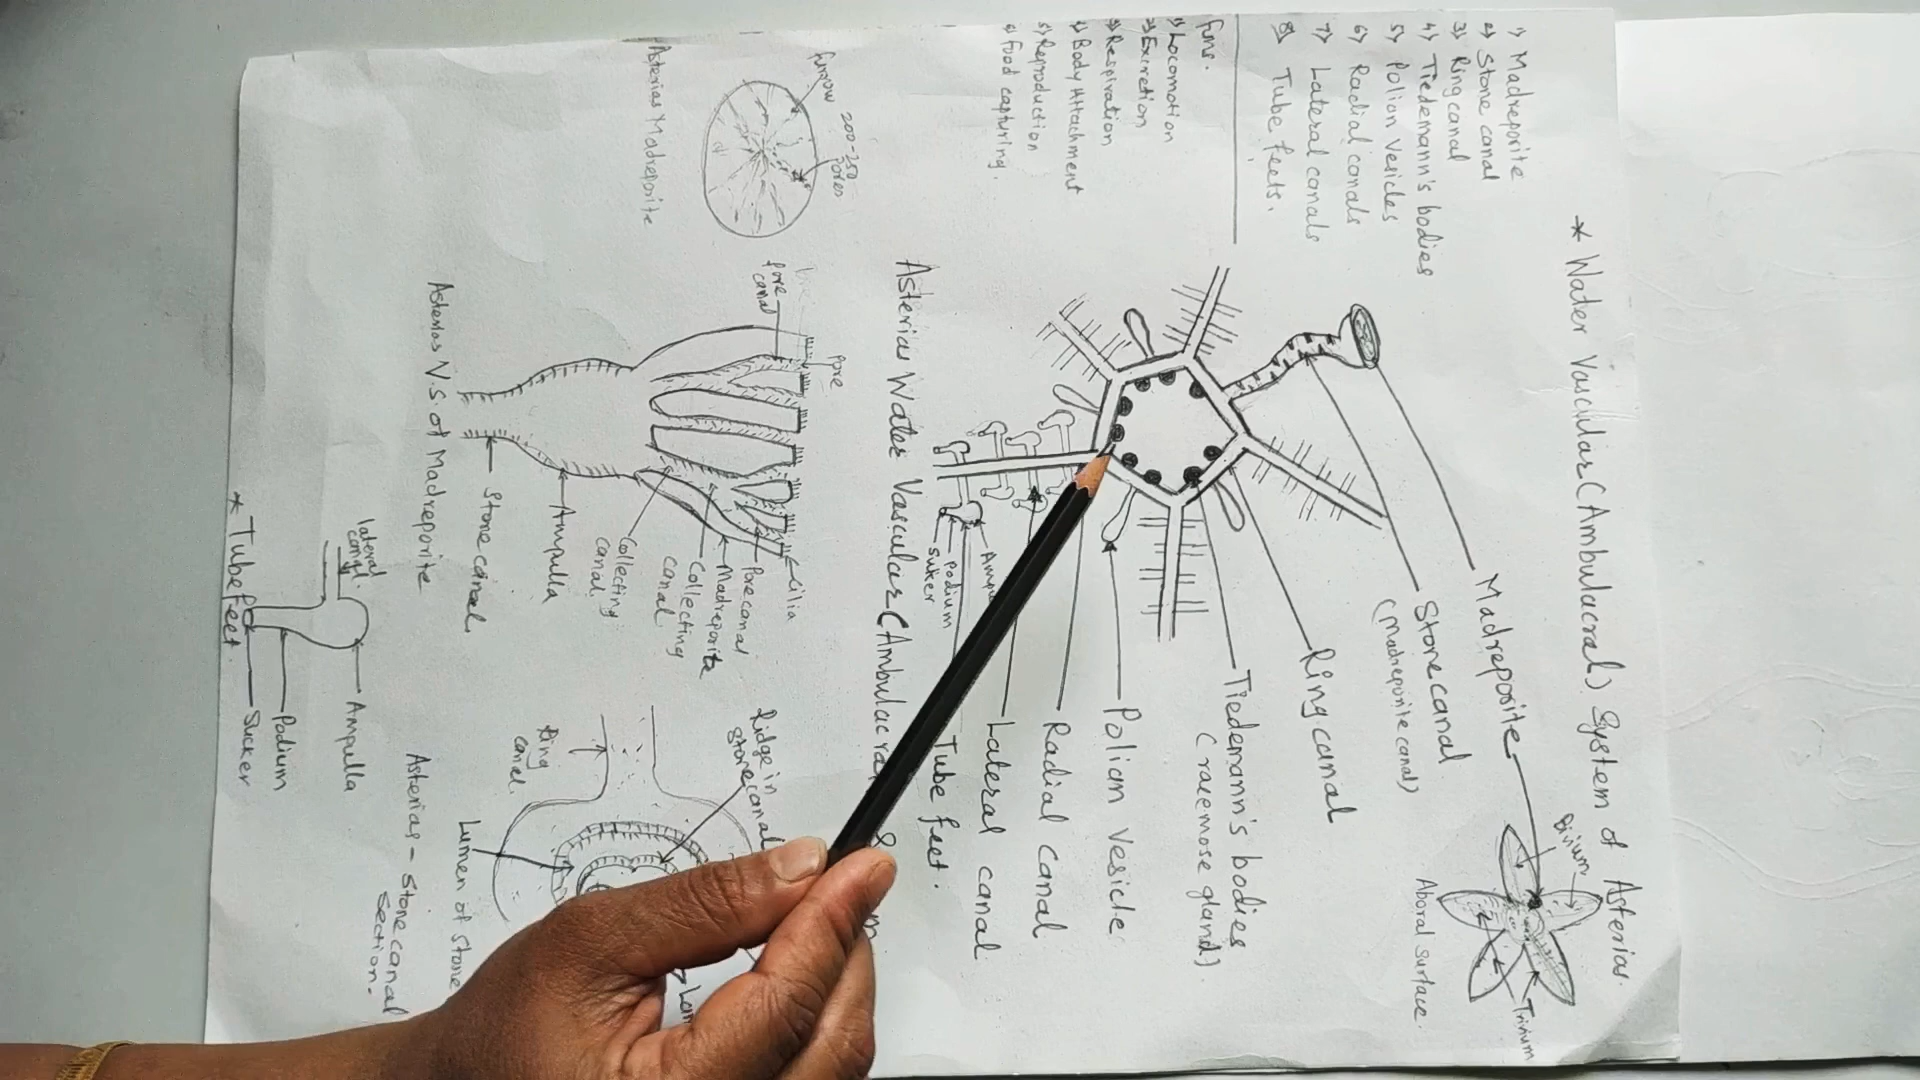 * Water Vascular (Ambulacral) System of Asterias.
1) Madreporite
2) Stone canal
3) Ring canal
4) Tiedemann's bodies
5) Polian vesicles
6) Radial canals
7) Lateral canals
8) Tube feets.
funs.
1) Locomotion
2) Excretion
3) Respiration
4) Body Attachment
5) Reproduction
6) Food capturing.
Bivium
Trivium
Aboral Surface.
Madreporite
Stone canal
(Madreporite canal)
Ring canal
Tiedemann's bodies
(racemose gland)
Polian vesicle
Radial canal
Lateral canal
Tube feet.
Podium
Suker
Asterias Water Vascular (Ambulacral
furrow
200-250
pores
Asterias Madreporite
Pore
Pore
canal
Cilia
Pore canal
Madreporite
Collecting
canal
Collecting
canal
Ampulla
Stone canal
Asterias V.S. of Madreporite
Ridge in
Stone canal
Ring
canal.
Lumen of Stone
Asterias - Stone canal
Section.
lateral
canal.
Ampulla
Podium
Sucker
* Tube feet.